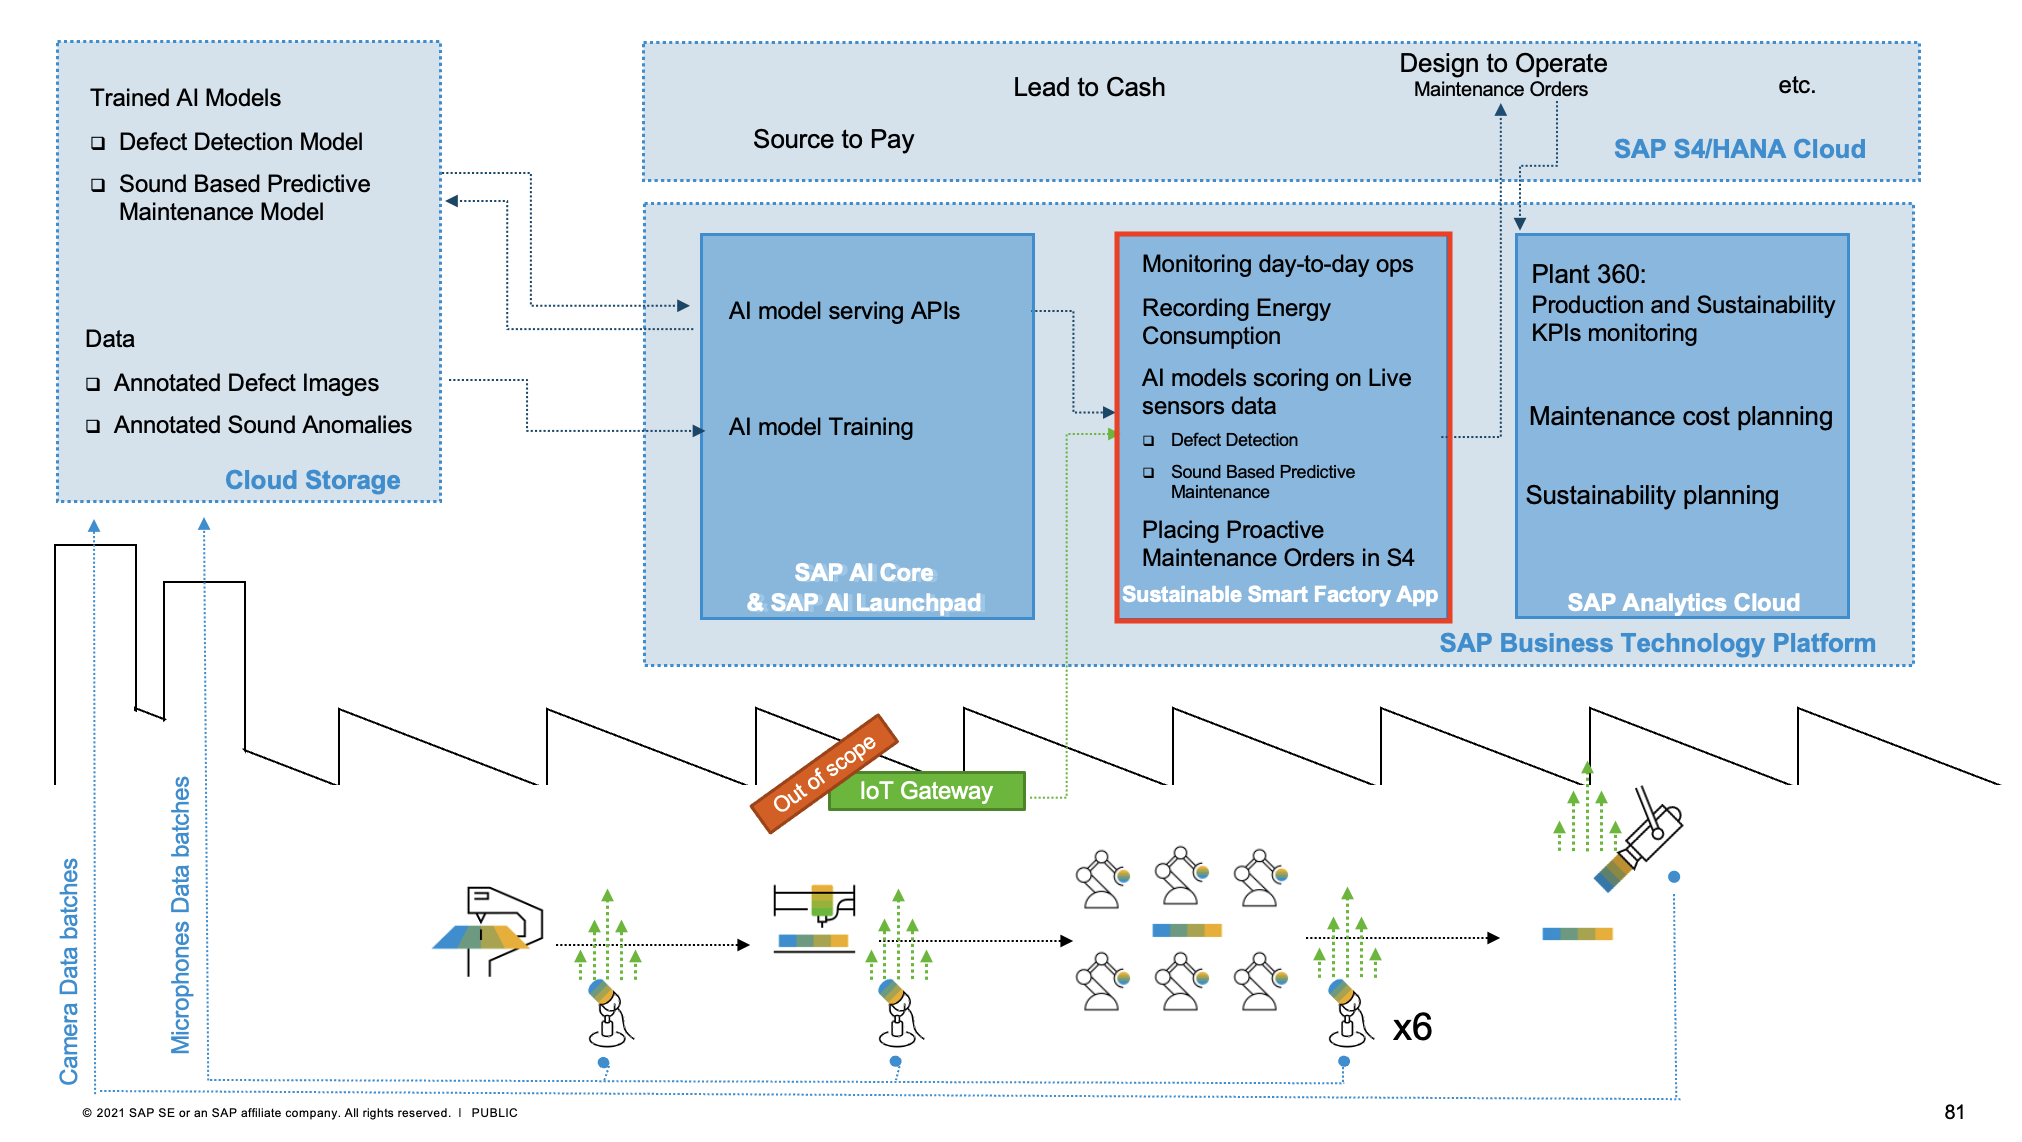 Trained AI Models
Defect Detection Model
Sound Based Predictive
Maintenance Model
Data
Annotated Defect Images
Annotated Sound Anomalies
Cloud Storage
Source to Pay
Lead to Cash
Design to Operate
Maintenance Orders
etc.
SAP S4/HANA Cloud
AI model serving APIs
AI model Training
SAP AI Core
& SAP AI Launchpad
Monitoring day-to-day ops
Recording Energy
Consumption
AI models scoring on Live
sensors data
Defect Detection
Sound Based Predictive
Maintenance
Placing Proactive
Maintenance Orders in S4
Sustainable Smart Factory App
Plant 360:
Production and Sustainability
KPIs monitoring
Maintenance cost planning
Sustainability planning
SAP Analytics Cloud
SAP Business Technology Platform
Out of scope
IoT Gateway
Camera Data batches
Microphones Data batches
x6
© 2021 SAP SE or an SAP affiliate company. All rights reserved. | PUBLIC
81